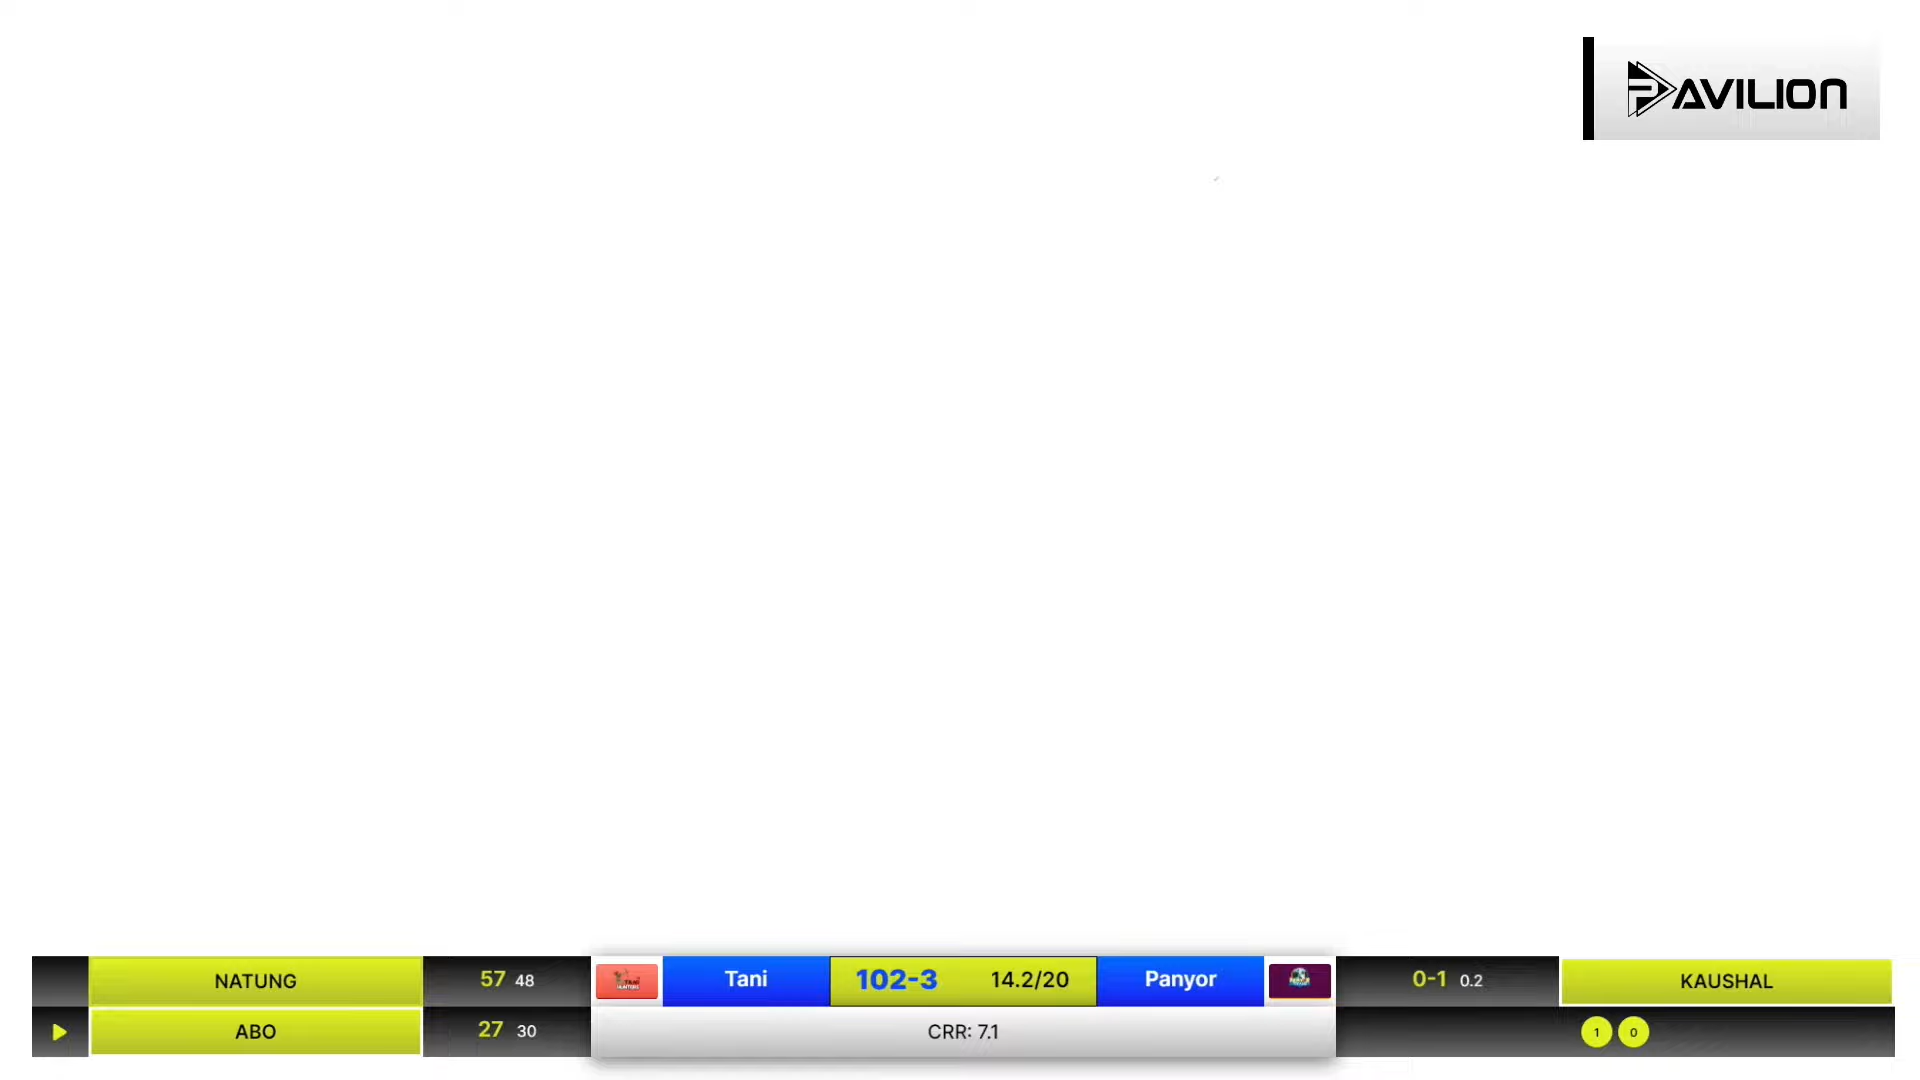 PAVILION
NATUNG 57 48 Tani 102-3 14.2/20 Panyor 0-1 0.2 KAUSHAL
ABO 27 30 CRR: 7.1 1 0